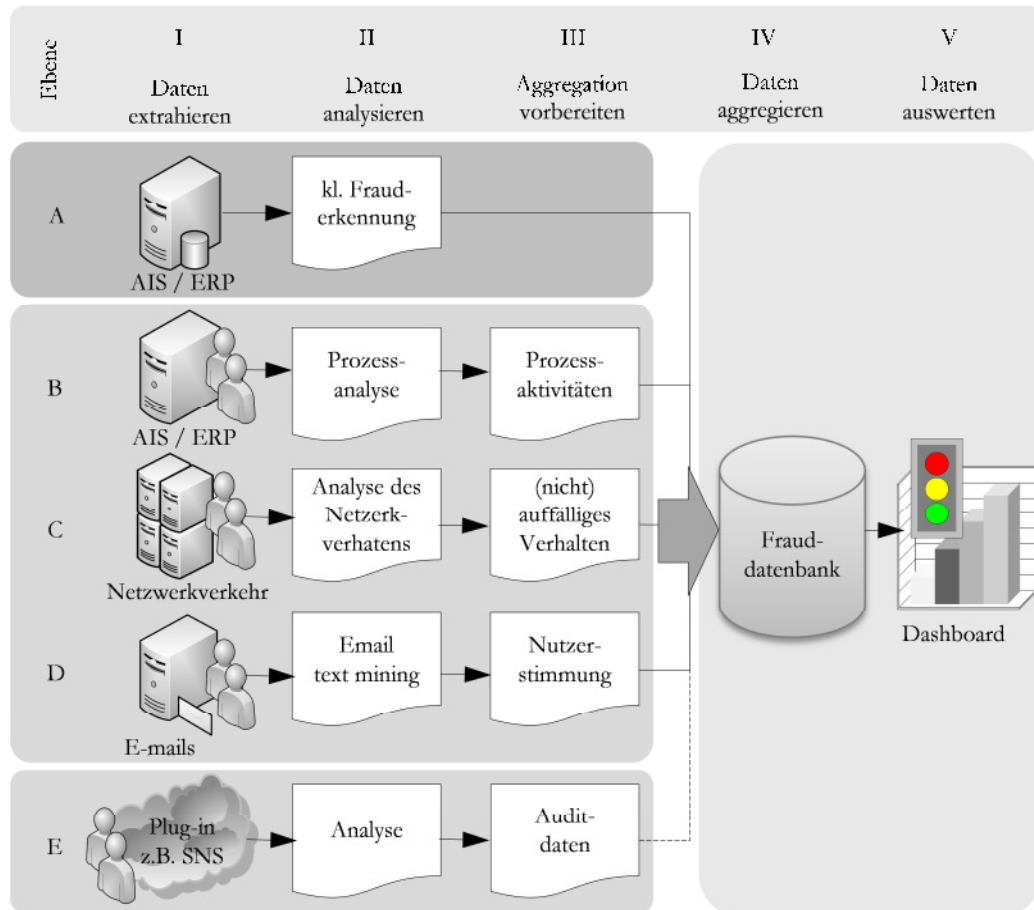 Ebene
I
II
III
IV
V
Daten
extrahieren
Daten
analysieren
Aggregation
vorbereiten
Daten
aggregieren
Daten
auswerten
A
AIS / ERP
kl. Fraud-
erkennung
B
AIS / ERP
Prozess-
analyse
Prozess-
aktivitäten
C
Netzwerkverkehr
Analyse des
Netzerk-
verhatens
(nicht)
auffälliges
Verhalten
Fraud-
datenbank
Dashboard
D
E-mails
Email
text mining
Nutzer-
stimmung
E
Plug-in
z.B. SNS
Analyse
Audit-
daten